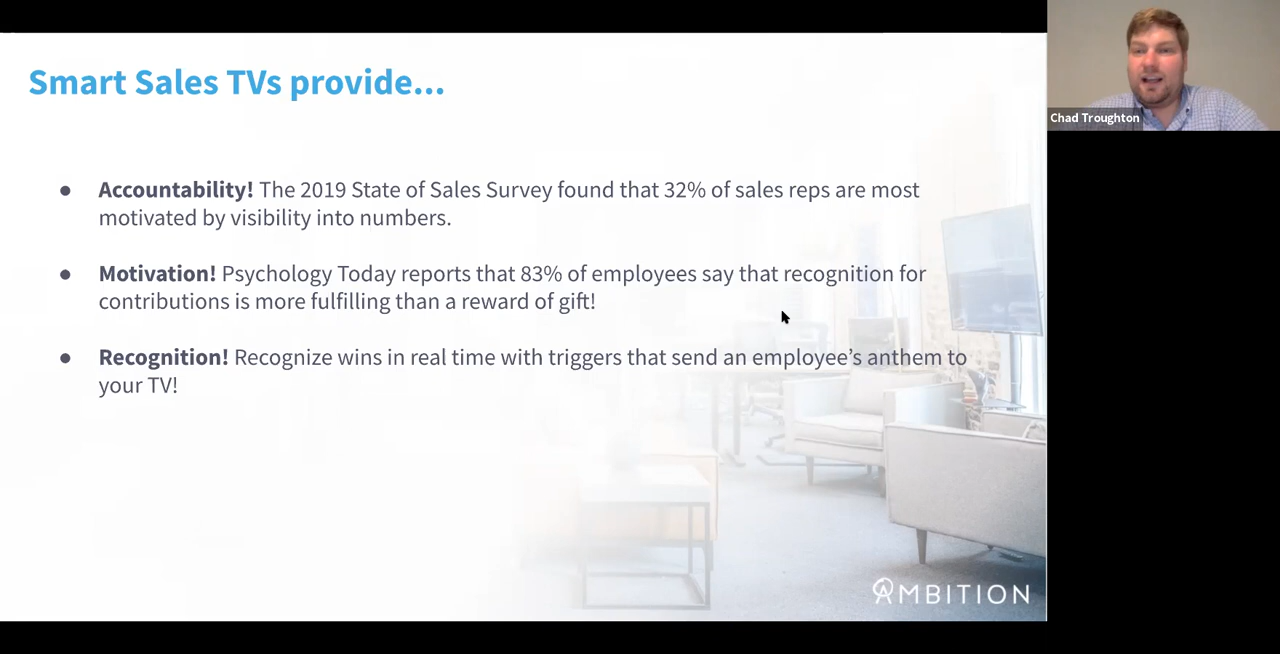 Smart Sales TVs provide...
● Accountability! The 2019 State of Sales Survey found that 32% of sales reps are most
motivated by visibility into numbers.
● Motivation! Psychology Today reports that 83% of employees say that recognition for
contributions is more fulfilling than a reward of gift!
● Recognition! Recognize wins in real time with triggers that send an employee’s anthem to
your TV!
AMBITION
Chad Troughton